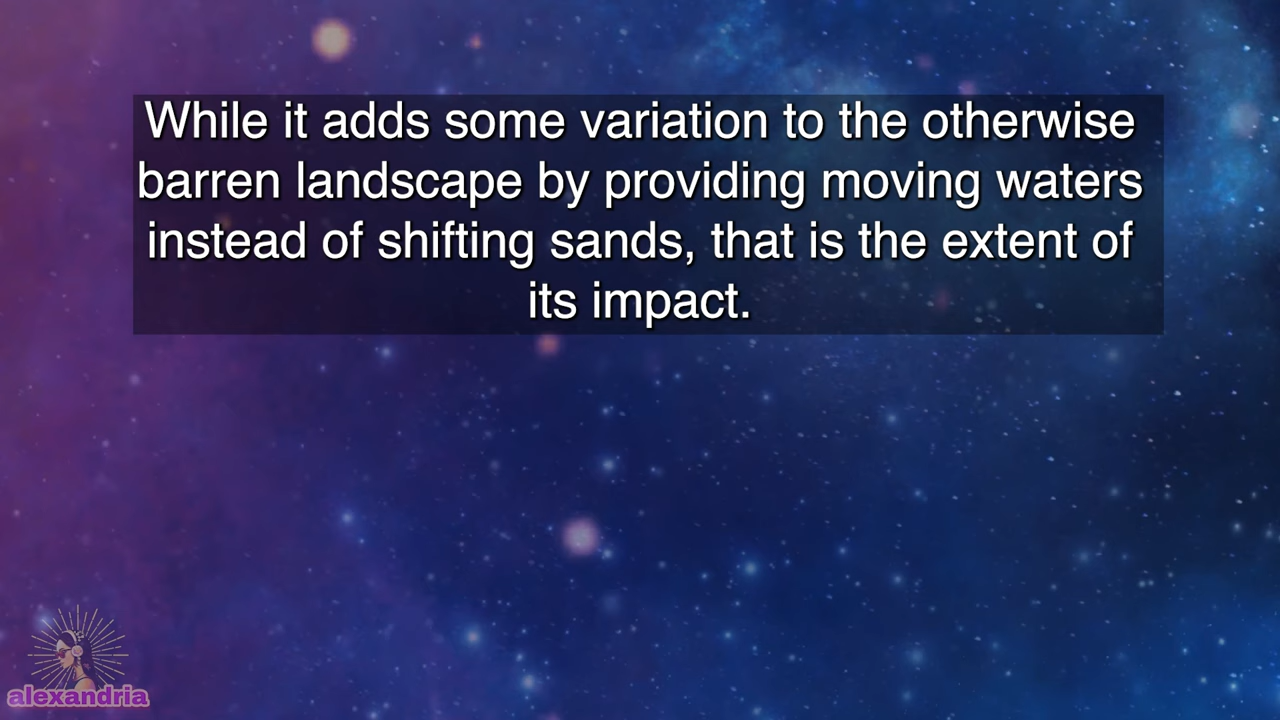 While it adds some variation to the otherwise
barren landscape by providing moving waters
instead of shifting sands, that is the extent of
its impact.
alexandria